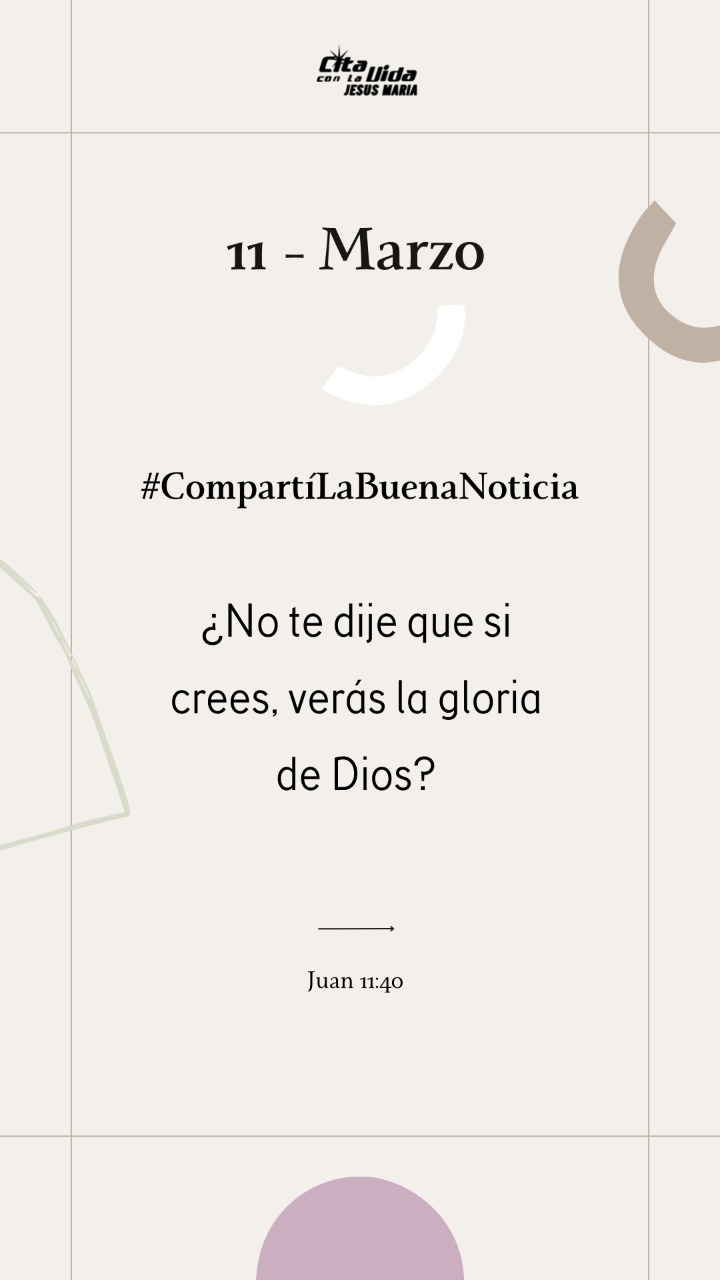 Cita
con la Vida
JESUS MARIA
11 - Marzo
#CompartíLaBuenaNoticia
¿No te dije que si
crees, verás la gloria
de Dios?
Juan 11:40